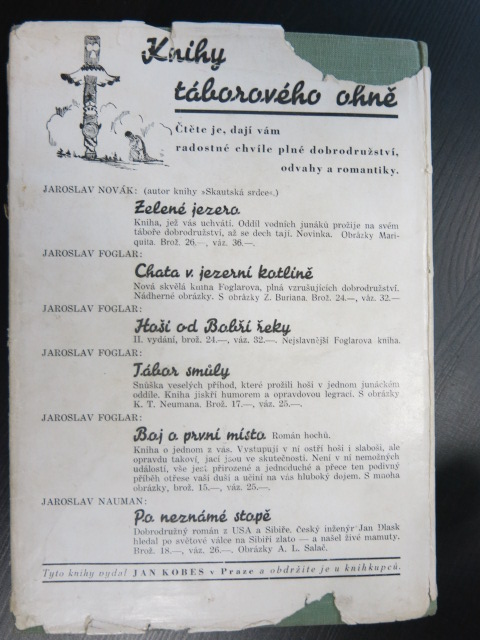 Knihy
táborového ohně
Čtěte je, dají vám
radostné chvíle plné dobrodružství,
odvahy a romantiky.
JAROSLAV NOVÁK: (autor knihy »Skautská srdce«.)
Zelené jezero
Kniha, jež vás uchvátí. Oddíl vodních junáků prožije na svém
táboře dobrodružství, až se dech tají. Novinka. Obrázky Mari-
quita. Brož. 26.—, váz. 36.—.
JAROSLAV FOGLAR:
Chata v jezerní kotlině
Nová skvělá kniha Foglarova, plná vzrušujících dobrodružství.
Nádherné obrázky. S obrázky Z. Buriana. Brož. 24.—, váz. 32.—
JAROSLAV FOGLAR:
Hoši od Bobří řeky
II. vydání, brož. 24.—, váz. 32.— Nejslavnější Foglarova kniha.
JAROSLAV FOGLAR:
Tábor smůly
Snůška veselých příhod, které prožili hoši v jednom junáckém
oddíle. Kniha jiskří humorem a opravdovou legrací. S obrázky
K. T. Neumana. Brož. 17.—, váz. 25.—.
JAROSLAV FOGLAR:
Boj o první místo Román hochů.
Kniha o jednom z vás. Vystupují v ní ostří hoši i slaboši, ale
opravdu takoví, jací jsou ve skutečnosti. Není v ní nemožných
událostí, vše je přirozené a jednoduché a přece ten podivný
příběh otřese vaší duší a učiní na vás hluboký dojem. S mnoha
obrázky, brož. 15.—, váz. 25.—.
JAROSLAV NAUMAN:
Po neznámé stopě
Dobrodružný román z USA a Sibiře. Český inženýr Jan Dlask
hledal po světové válce na Sibiři zlato — a našel živé mamuty.
Brož. 18.—, váz. 26.—. Obrázky A. L. Salač.
Tyto knihy vydal JAN KOBES v Praze a obdržíte je u knihkupců.